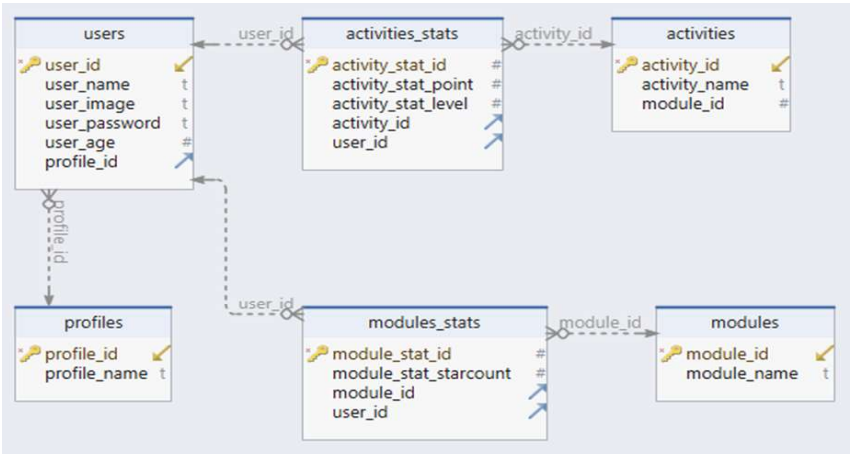 users
user_id
user_name t
user_image t
user_password t
user_age #
profile_id
user_id
activities_stats
activity_stat_id #
activity_stat_point #
activity_stat_level #
activity_id
user_id
activity_id
activities
activity_id
activity_name t
module_id #
profile_id
user_id
profiles
profile_id
profile_name t
modules_stats
module_stat_id #
module_stat_starcount #
module_id
user_id
module_id
modules
module_id
module_name t